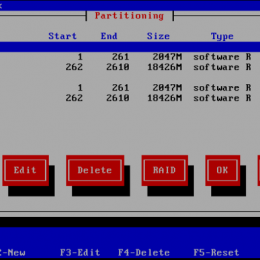 Partitioning
Start End Size Type
1 261 2047M software R
262 2610 18426M software R
1 261 2047M software R
262 2610 18426M software R
Edit Delete RAID OK
-New F3-Edit F4-Delete F5-Reset